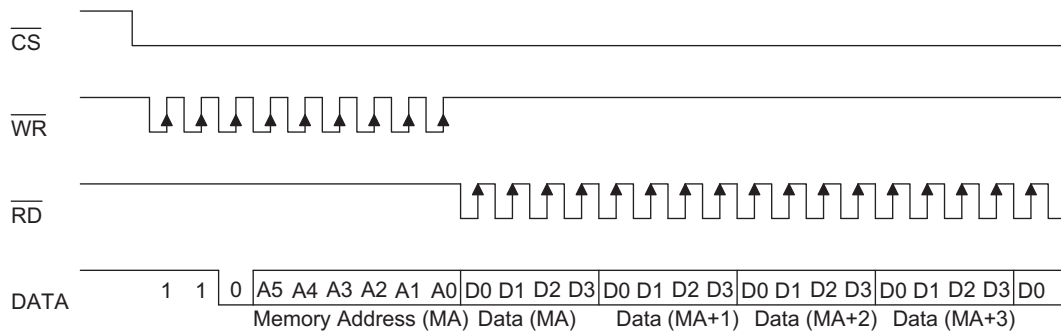 CS
WR
RD
DATA 1 1 0 A5 A4 A3 A2 A1 A0 D0 D1 D2 D3 D0 D1 D2 D3 D0 D1 D2 D3 D0 D1 D2 D3 D0
Memory Address (MA) Data (MA) Data (MA+1) Data (MA+2) Data (MA+3)